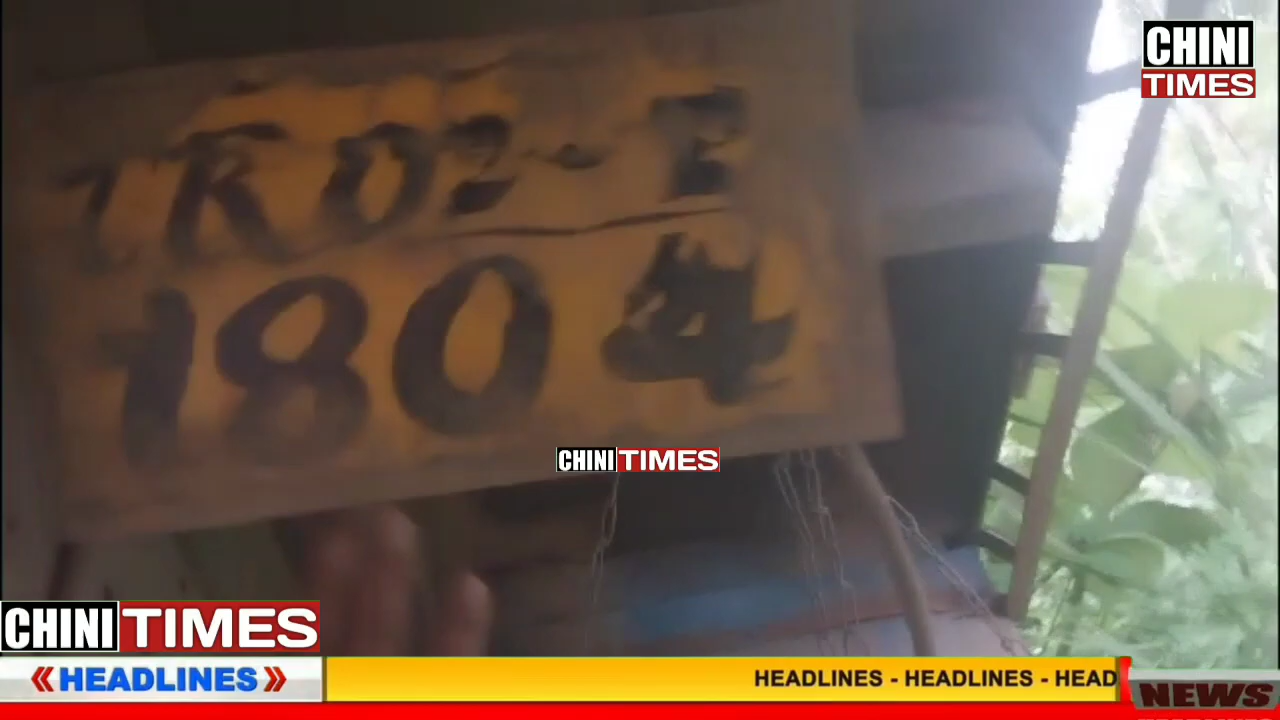 CHINI
TIMES
TR02-E
1804
CHINI TIMES
CHINI TIMES
HEADLINES
HEADLINES - HEADLINES - HEAD
NEWS